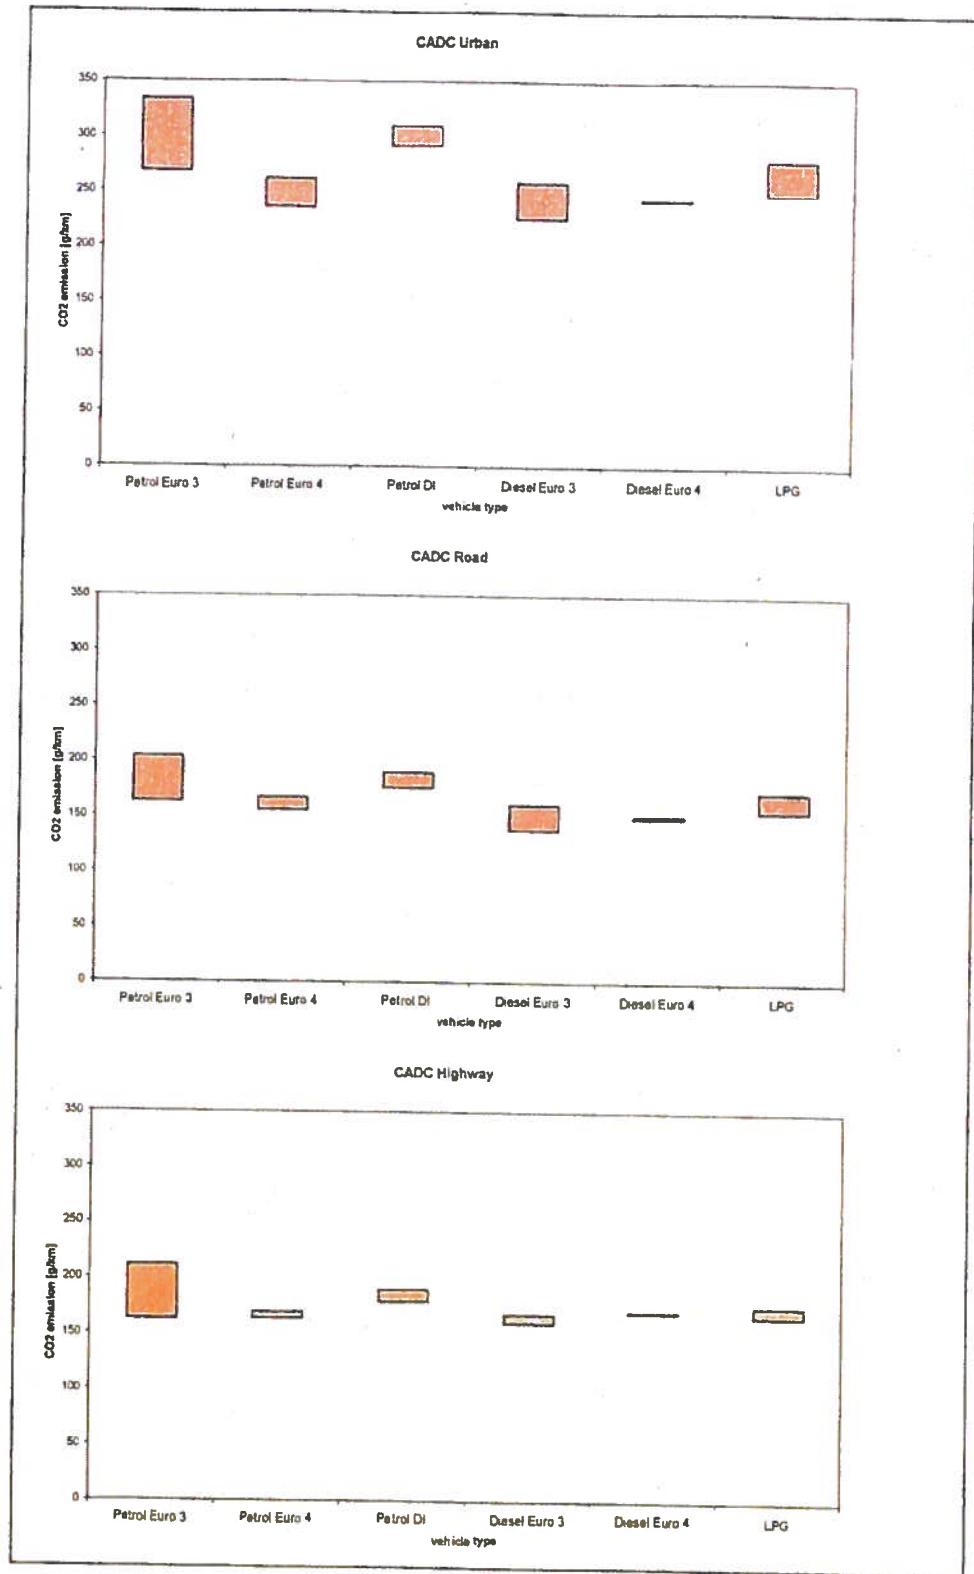 CADC Urban
350
300
250
200
150
100
50
0
CO2 emission [g/km]
Petrol Euro 3 Petrol Euro 4 Petrol DI Diesel Euro 3 Diesel Euro 4 LPG
vehicle type
CADC Road
350
300
250
200
150
100
50
0
CO2 emission [g/km]
Petrol Euro 3 Petrol Euro 4 Petrol DI Diesel Euro 3 Diesel Euro 4 LPG
vehicle type
CADC Highway
350
300
250
200
150
100
50
0
CO2 emission [g/km]
Petrol Euro 3 Petrol Euro 4 Petrol DI Diesel Euro 3 Diesel Euro 4 LPG
vehicle type